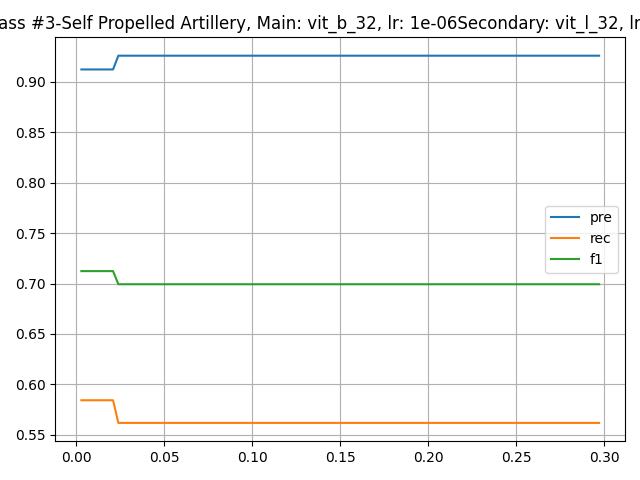 ass #3-Self Propelled Artillery, Main: vit_b_32, lr: 1e-06Secondary: vit_l_32, lr
0.90
0.85
0.80
0.75
0.70
0.65
0.60
0.55
pre
rec
f1
0.00 0.05 0.10 0.15 0.20 0.25 0.30